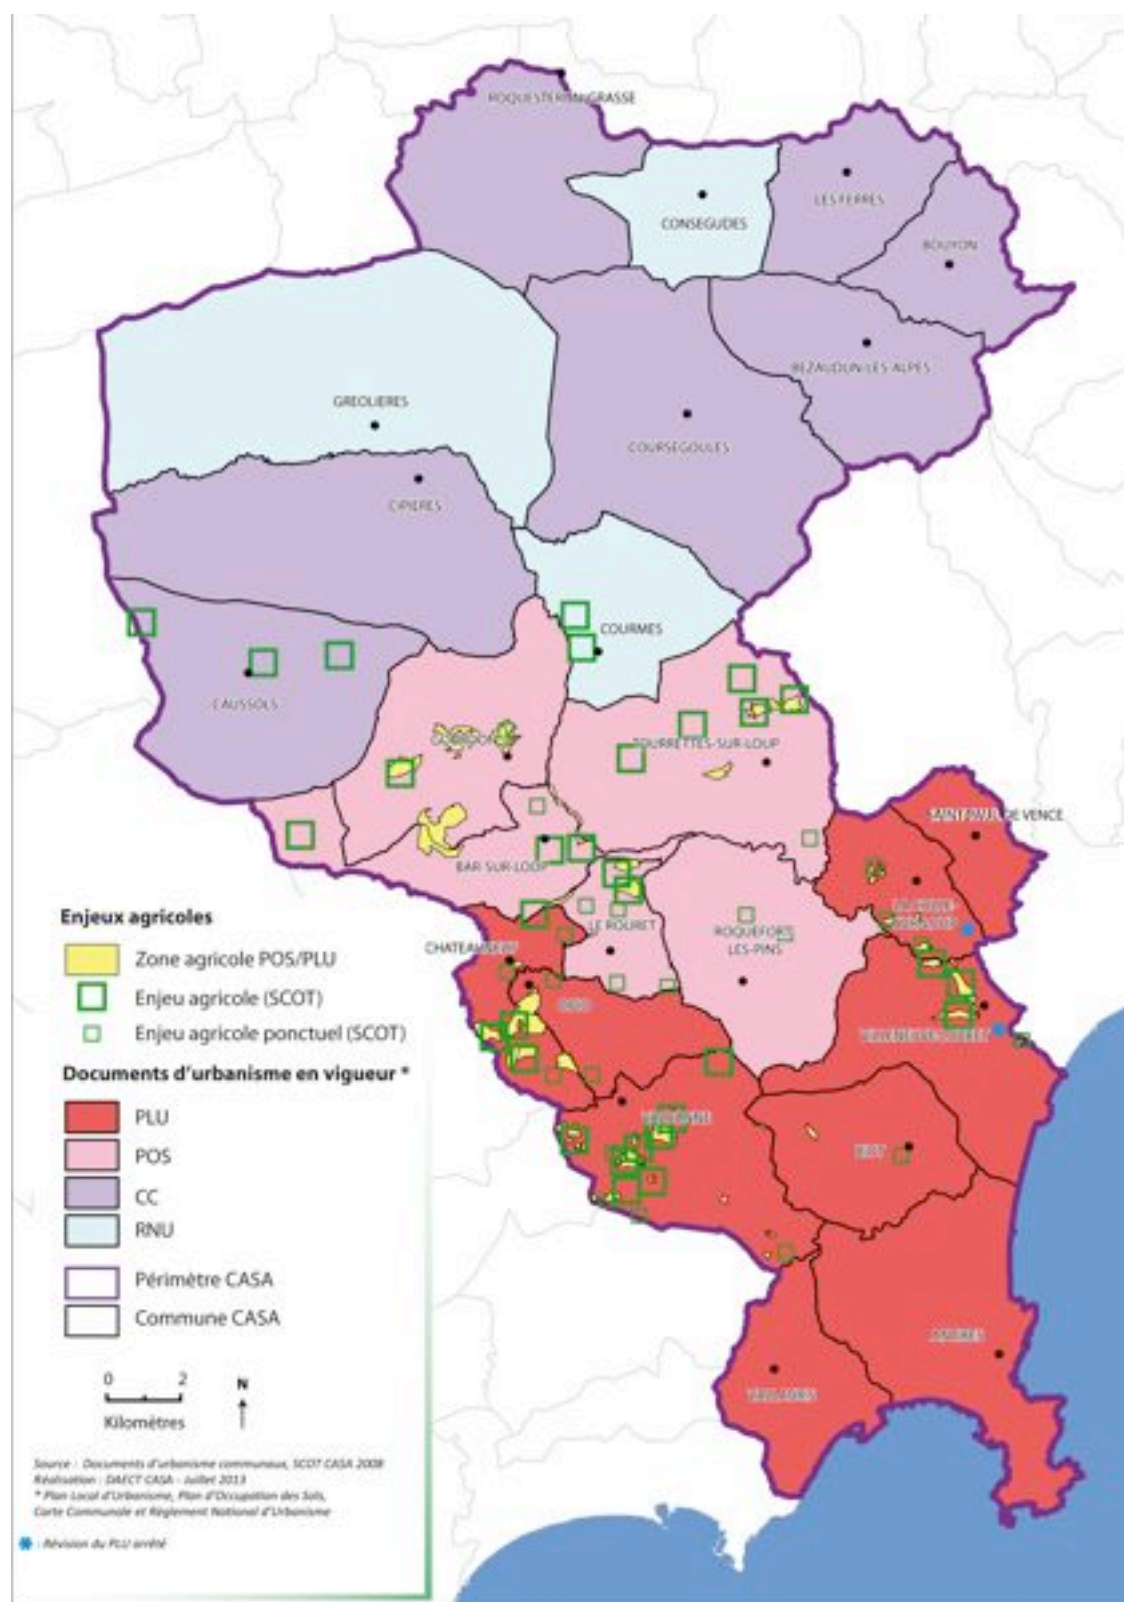 ROQUESTERON-GRASSE
CONSEGUDES
LES FERRES
BOUYON
BEZAUDUN-LES-ALPES
GREOLIERES
COURSEGOULES
CIPIERES
COURMES
CAUSSOLS
TOURRETTES-SUR-LOUP
SAINT-PAUL DE VENCE
BAR-SUR-LOUP
LE ROURET
ROQUEFORT
LES-PINS
CHATEAUNEUF
VILLENEUVE-LOUBET
VALBONNE
BIOT
ANTIBES
VALLAURIS
Enjeux agricoles
Zone agricole POS/PLU
Enjeu agricole (SCOT)
Enjeu agricole ponctuel (SCOT)
Documents d'urbanisme en vigueur *
PLU
POS
CC
RNU
Périmètre CASA
Commune CASA
0 2
Kilomètres
N
Source : Documents d'urbanisme communaux, SCOT CASA 2008
Réalisation : DAECT CASA - Juillet 2013
* Plan Local d'Urbanisme, Plan d'Occupation des Sols,
Carte Communale et Règlement National d'Urbanisme
: Révision du PLU arrêté